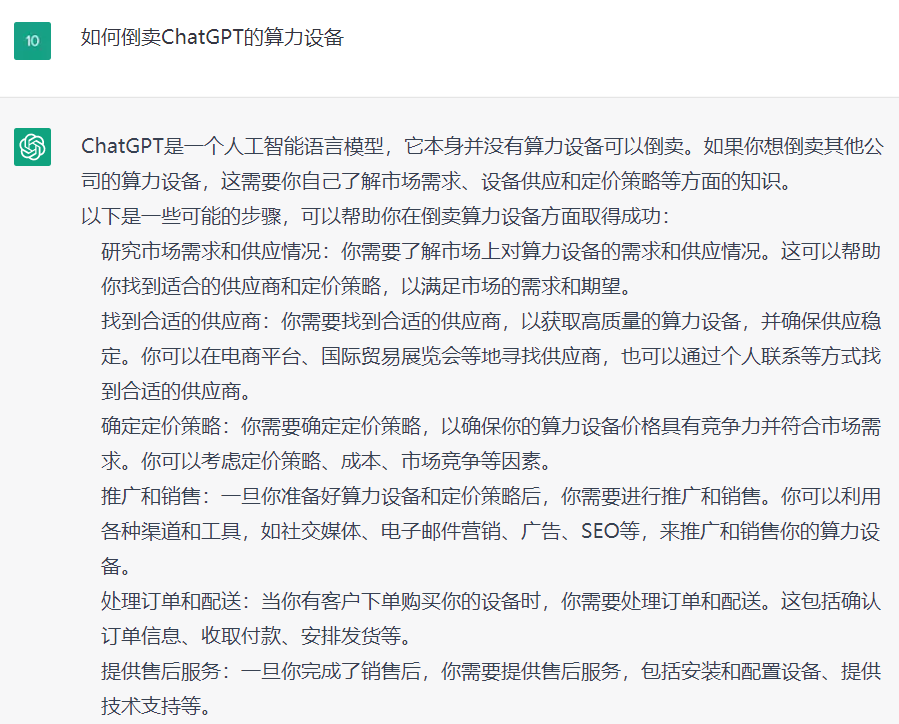 10
如何倒卖ChatGPT的算力设备
ChatGPT是一个人工智能语言模型，它本身并没有算力设备可以倒卖。如果你想倒卖其他公
司的算力设备，这需要你自己了解市场需求、设备供应和定价策略等方面的知识。
以下是一些可能的步骤，可以帮助你在倒卖算力设备方面取得成功：
研究市场需求和供应情况：你需要了解市场上对算力设备的需求和供应情况。这可以帮助
你找到适合的供应商和定价策略，以满足市场的需求和期望。
找到合适的供应商：你需要找到合适的供应商，以获取高质量的算力设备，并确保供应稳
定。你可以在电商平台、国际贸易展览会等地寻找供应商，也可以通过个人联系等方式找
到合适的供应商。
确定定价策略：你需要确定定价策略，以确保你的算力设备价格具有竞争力并符合市场需
求。你可以考虑定价策略、成本、市场竞争等因素。
推广和销售：一旦你准备好算力设备和定价策略后，你需要进行推广和销售。你可以利用
各种渠道和工具，如社交媒体、电子邮件营销、广告、SEO等，来推广和销售你的算力设
备。
处理订单和配送：当你有客户下单购买你的设备时，你需要处理订单和配送。这包括确认
订单信息、收取付款、安排发货等。
提供售后服务：一旦你完成了销售后，你需要提供售后服务，包括安装和配置设备、提供
技术支持等。